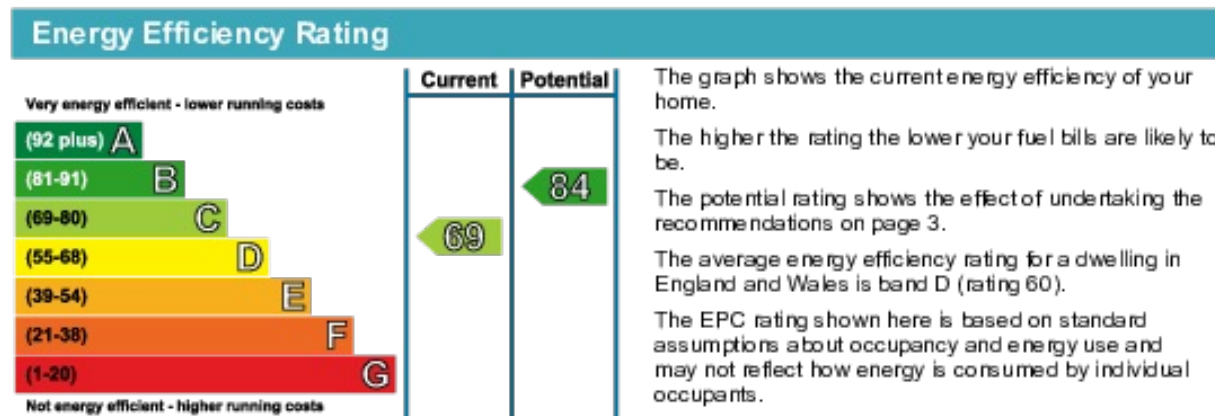 Energy Efficiency Rating
Current Potential
Very energy efficient - lower running costs
(92 plus) A
(81-91) B
84
(69-80) C
69
(55-68) D
(39-54) E
(21-38) F
(1-20) G
Not energy efficient - higher running costs
The graph shows the current energy efficiency of your
home.
The higher the rating the lower your fuel bills are likely to
be.
The potential rating shows the effect of undertaking the
recommendations on page 3.
The average energy efficiency rating for a dwelling in
England and Wales is band D (rating 60).
The EPC rating shown here is based on standard
assumptions about occupancy and energy use and
may not reflect how energy is consumed by individual
occupants.